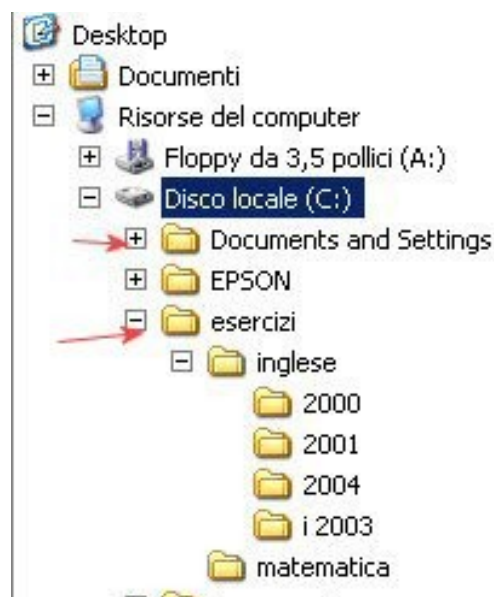 Desktop
Documenti
Risorse del computer
Floppy da 3,5 pollici (A:)
Disco locale (C:)
Documents and Settings
EPSON
esercizi
inglese
2000
2001
2004
i 2003
matematica